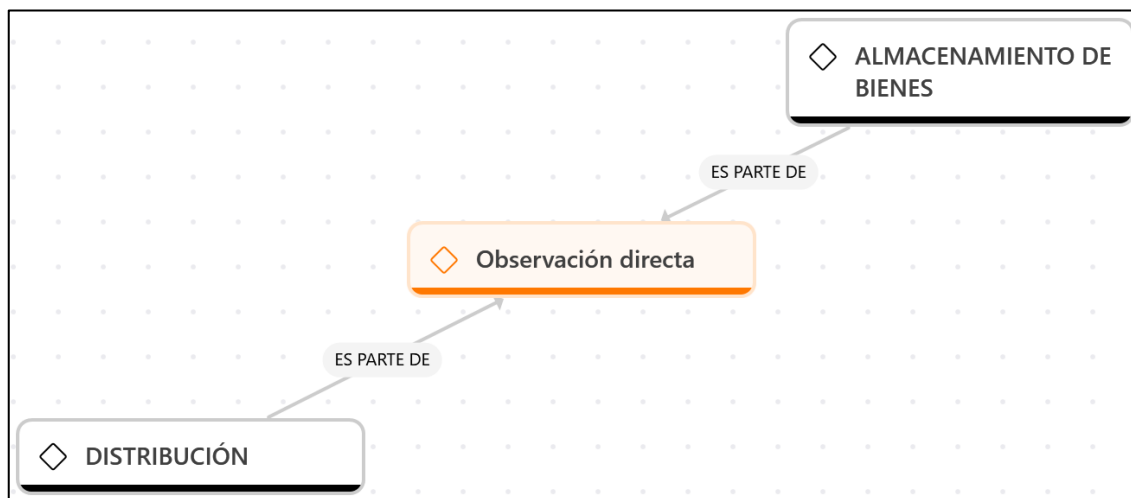 ALMACENAMIENTO DE
BIENES
ES PARTE DE
Observación directa
ES PARTE DE
DISTRIBUCIÓN